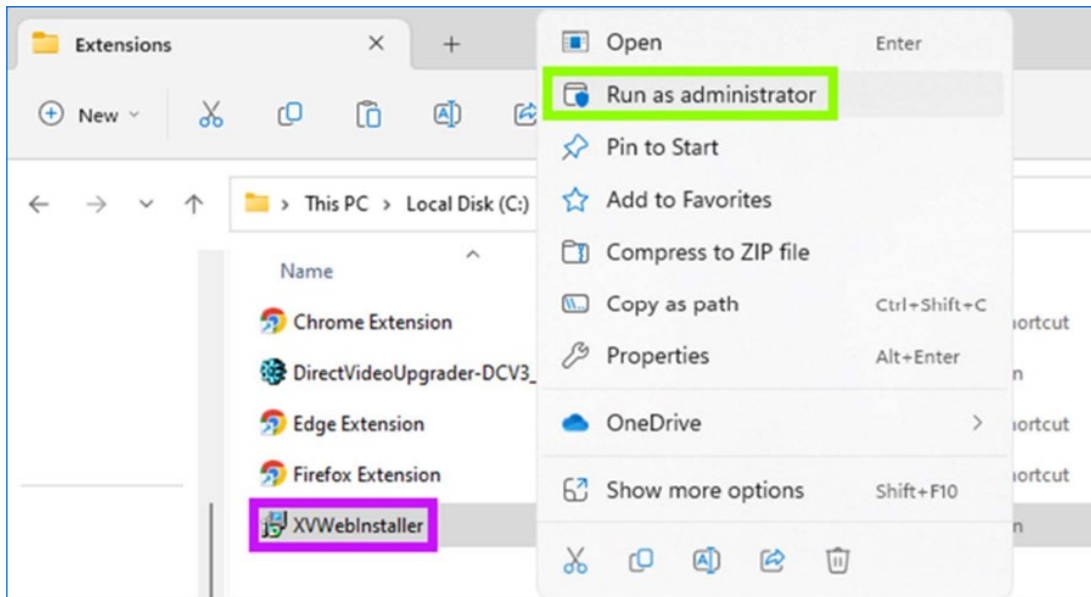 Extensions
New
This PC > Local Disk (C:)
Name
Chrome Extension
DirectVideoUpgrader-DCV3_
Edge Extension
Firefox Extension
XVWebInstaller
Open Enter
Run as administrator
Pin to Start
Add to Favorites
Compress to ZIP file
Copy as path Ctrl+Shift+C
Properties Alt+Enter
OneDrive
Show more options Shift+F10